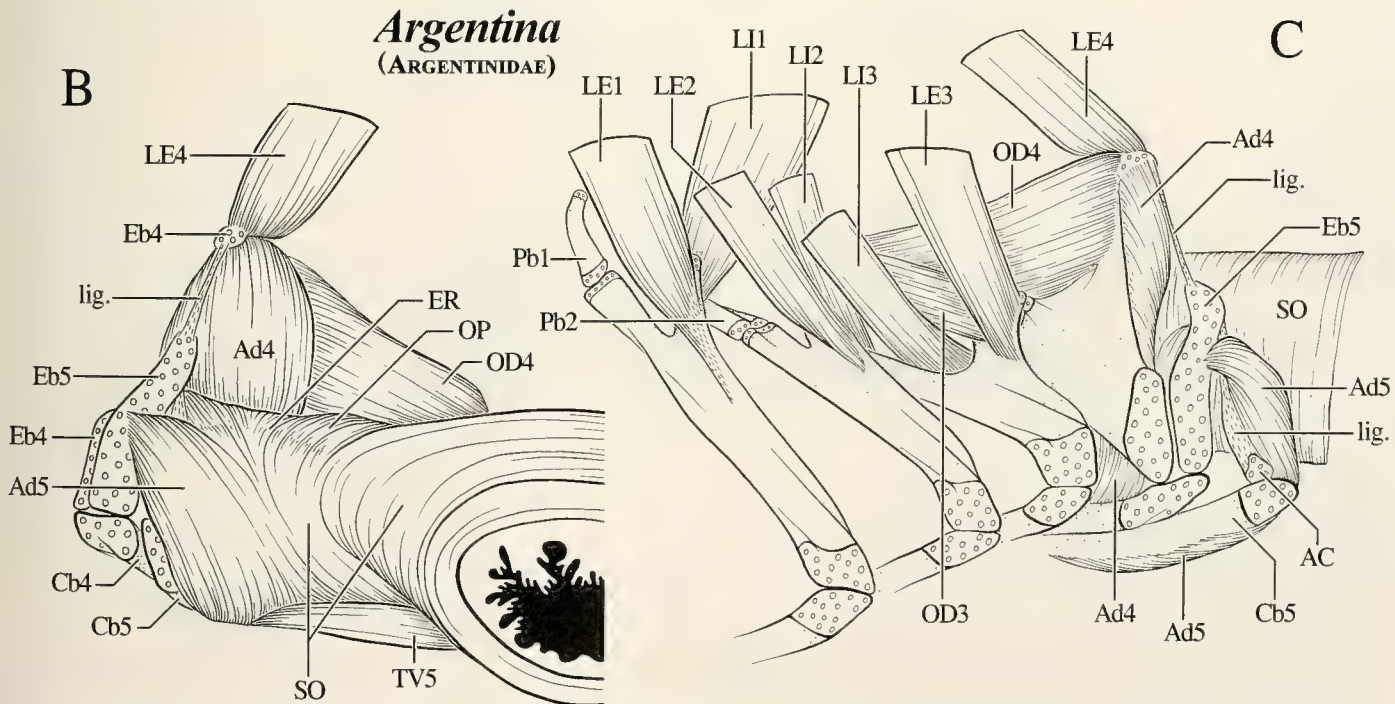 Argentina
(ARGENTINIDAE)
B
LE4
Eb4
lig.
Ad4
ER
OP
OD4
Eb5
Eb4
Ad5
Cb4
Cb5
SO
TV5
C
LE1
LE2
LI1
LI2
LI3
LE3
OD4
LE4
Ad4
lig.
Eb5
SO
Pb1
Pb2
Ad5
lig.
AC
OD3
Ad4
Ad5
Cb5